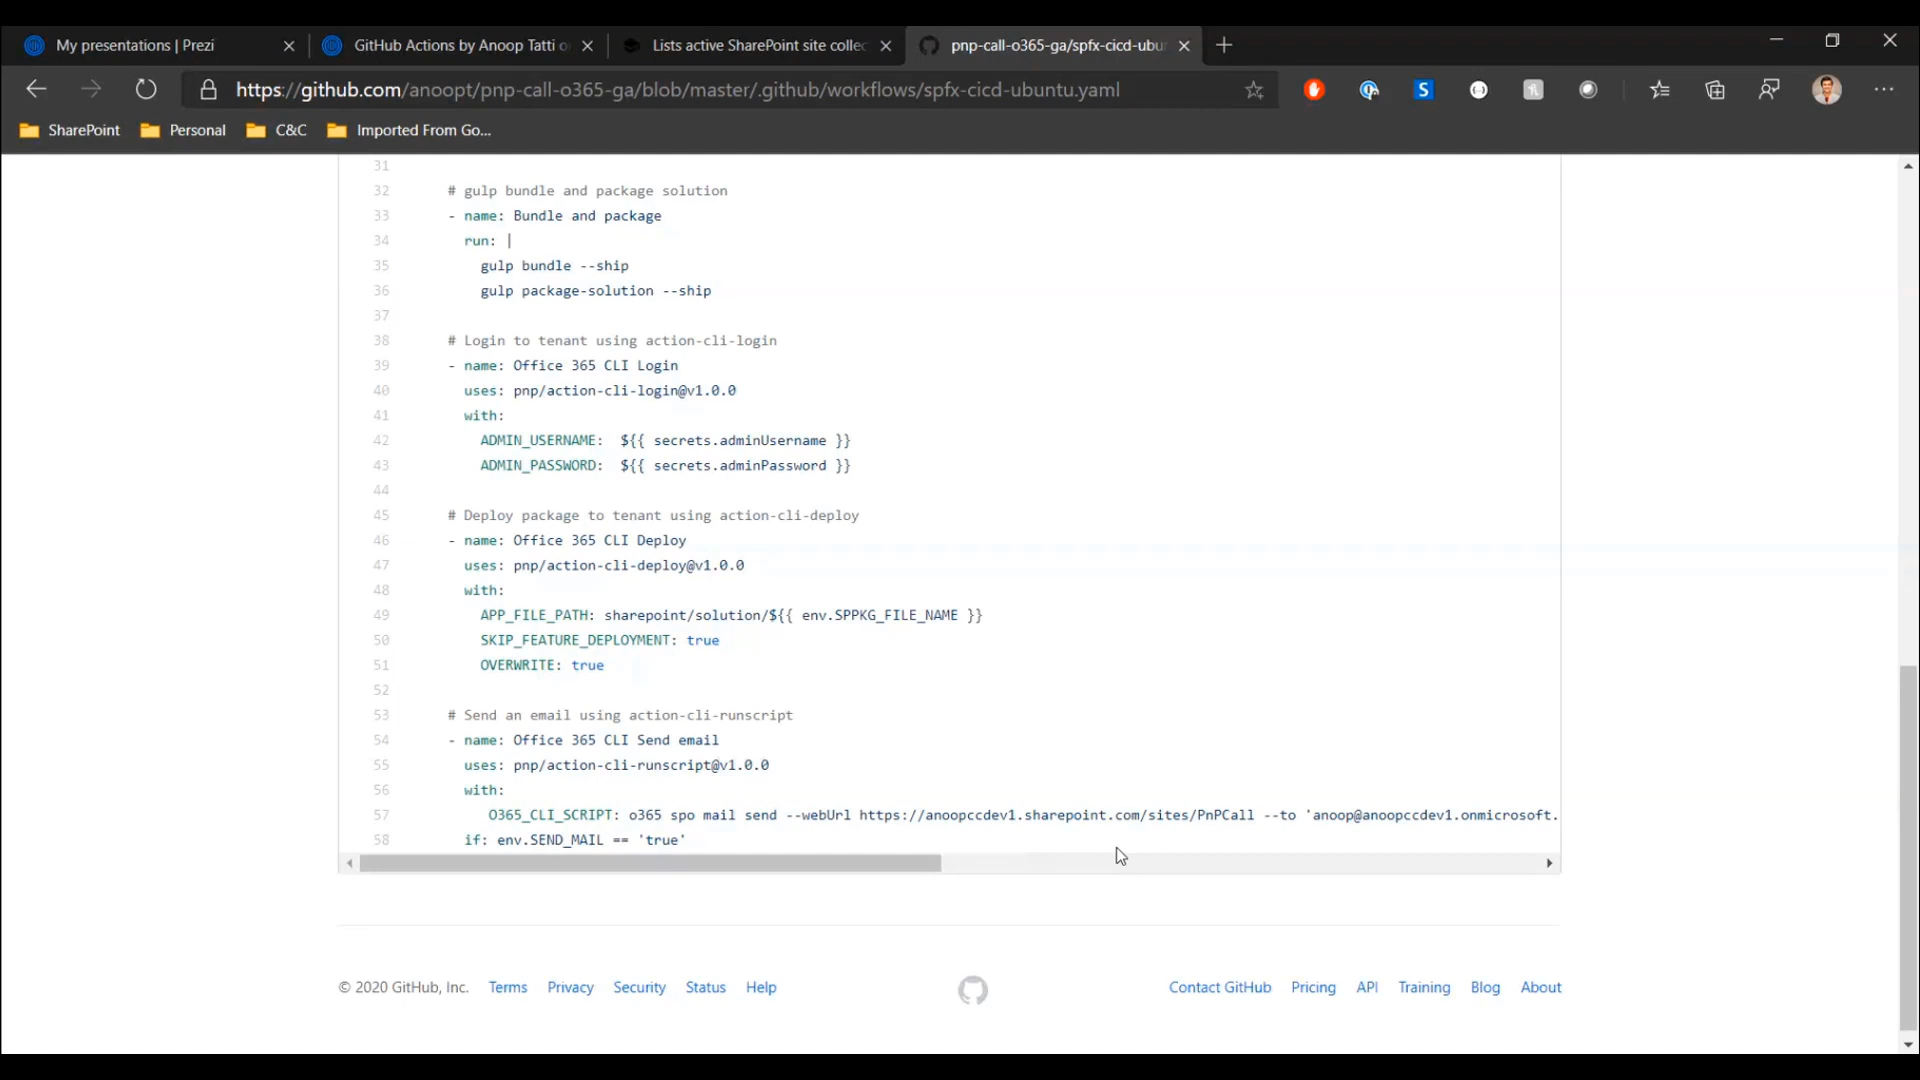 My presentations | Prezi
GitHub Actions by Anoop Tatti o
Lists active SharePoint site collec
pnp-call-o365-ga/spfx-cicd-ubun
https://github.com/anoopt/pnp-call-o365-ga/blob/master/.github/workflows/spfx-cicd-ubuntu.yaml
SharePoint
Personal
C&C
Imported From Go...
31
32 # gulp bundle and package solution
33 - name: Bundle and package
34 run: |
35 gulp bundle --ship
36 gulp package-solution --ship
37
38 # Login to tenant using action-cli-login
39 - name: Office 365 CLI Login
40 uses: pnp/action-cli-login@v1.0.0
41 with:
42 ADMIN_USERNAME: ${{ secrets.adminUsername }}
43 ADMIN_PASSWORD: ${{ secrets.adminPassword }}
44
45 # Deploy package to tenant using action-cli-deploy
46 - name: Office 365 CLI Deploy
47 uses: pnp/action-cli-deploy@v1.0.0
48 with:
49 APP_FILE_PATH: sharepoint/solution/${{ env.SPPKG_FILE_NAME }}
50 SKIP_FEATURE_DEPLOYMENT: true
51 OVERWRITE: true
52
53 # Send an email using action-cli-runscript
54 - name: Office 365 CLI Send email
55 uses: pnp/action-cli-runscript@v1.0.0
56 with:
57 O365_CLI_SCRIPT: o365 spo mail send --webUrl https://anoopccdev1.sharepoint.com/sites/PnPCall --to 'anoop@anoopccdev1.onmicrosoft.
58 if: env.SEND_MAIL == 'true'
© 2020 GitHub, Inc. Terms Privacy Security Status Help
Contact GitHub Pricing API Training Blog About